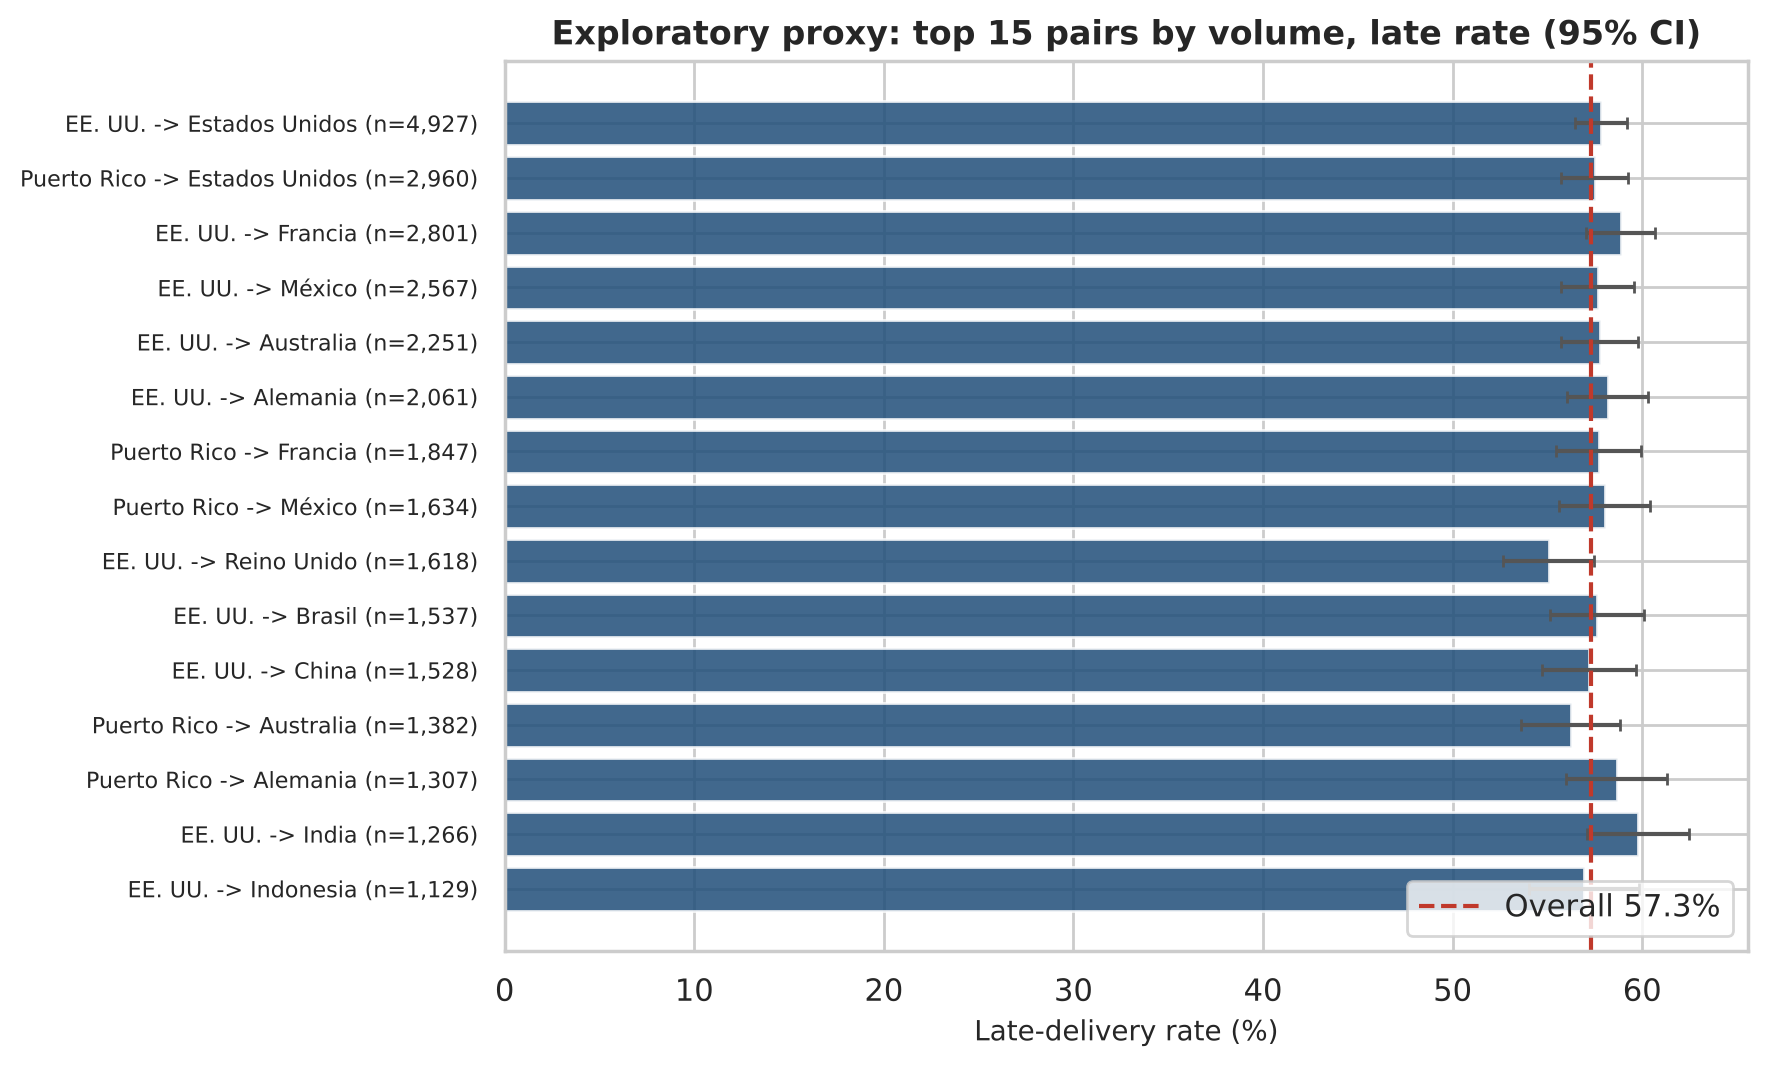 Exploratory proxy: top 15 pairs by volume, late rate (95% CI)
EE. UU. -> Estados Unidos (n=4,927)
Puerto Rico -> Estados Unidos (n=2,960)
EE. UU. -> Francia (n=2,801)
EE. UU. -> México (n=2,567)
EE. UU. -> Australia (n=2,251)
EE. UU. -> Alemania (n=2,061)
Puerto Rico -> Francia (n=1,847)
Puerto Rico -> México (n=1,634)
EE. UU. -> Reino Unido (n=1,618)
EE. UU. -> Brasil (n=1,537)
EE. UU. -> China (n=1,528)
Puerto Rico -> Australia (n=1,382)
Puerto Rico -> Alemania (n=1,307)
EE. UU. -> India (n=1,266)
EE. UU. -> Indonesia (n=1,129)
Overall 57.3%
0 10 20 30 40 50 60
Late-delivery rate (%)